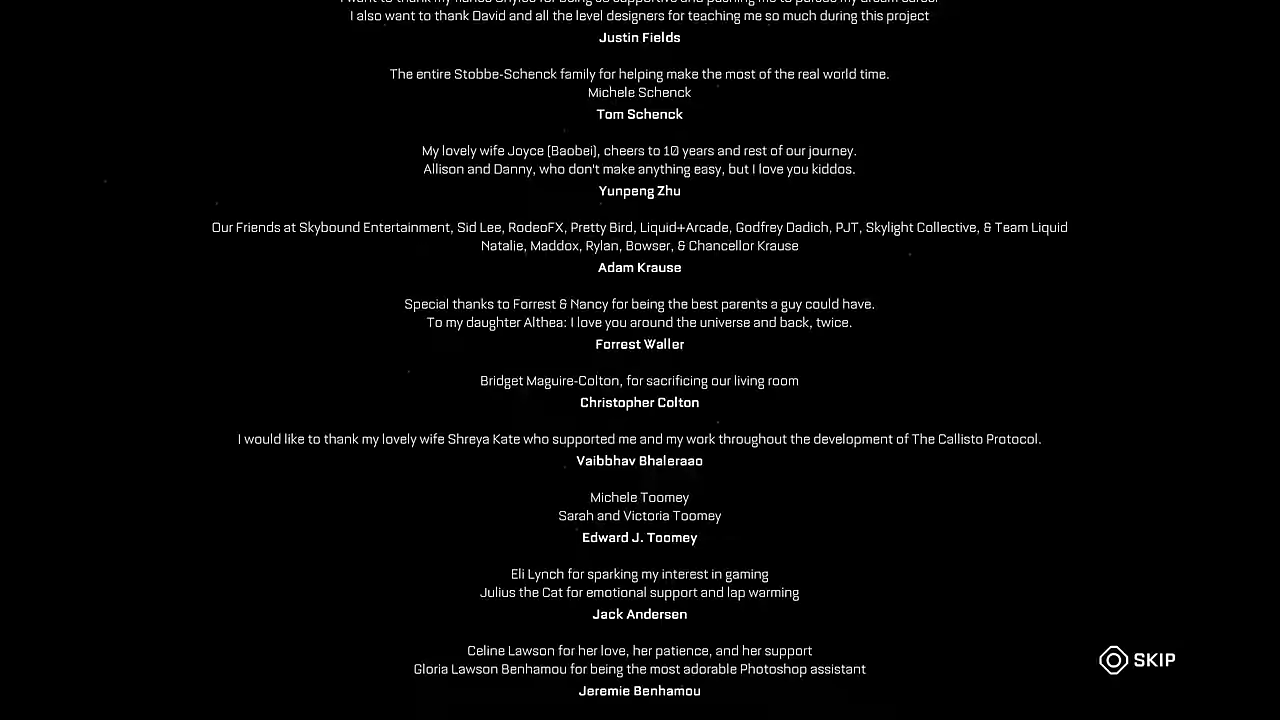 I also want to thank David and all the level designers for teaching me so much during this project
Justin Fields
The entire Stobbe-Schenck family for helping make the most of the real world time.
Michele Schenck
Tom Schenck
My lovely wife Joyce (Baobei), cheers to 10 years and rest of our journey.
Allison and Danny, who don't make anything easy, but I love you kiddos.
Yunpeng Zhu
Our Friends at Skybound Entertainment, Sid Lee, RodeoFX, Pretty Bird, Liquid+Arcade, Godfrey Dadich, PJT, Skylight Collective, & Team Liquid
Natalie, Maddox, Rylan, Bowser, & Chancellor Krause
Adam Krause
Special thanks to Forrest & Nancy for being the best parents a guy could have.
To my daughter Althea: I love you around the universe and back, twice.
Forrest Waller
Bridget Maguire-Colton, for sacrificing our living room
Christopher Colton
I would like to thank my lovely wife Shreya Kate who supported me and my work throughout the development of The Callisto Protocol.
Vaibbhav Bhaleraao
Michele Toomey
Sarah and Victoria Toomey
Edward J. Toomey
Eli Lynch for sparking my interest in gaming
Julius the Cat for emotional support and lap warming
Jack Andersen
Celine Lawson for her love, her patience, and her support
Gloria Lawson Benhamou for being the most adorable Photoshop assistant
SKIP
Jeremie Benhamou